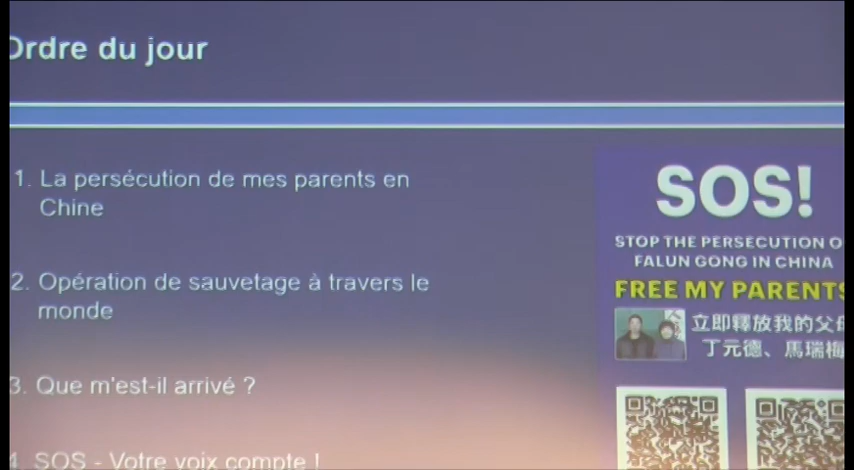 Ordre du jour
1. La persécution de mes parents en
Chine
2. Opération de sauvetage à travers le
monde
3. Que m'est-il arrivé ?
4. SOS - Votre voix compte !
SOS!
STOP THE PERSECUTION O
FALUN GONG IN CHINA
FREE MY PARENTS
立即釋放我的父母
丁元德、馬瑞梅